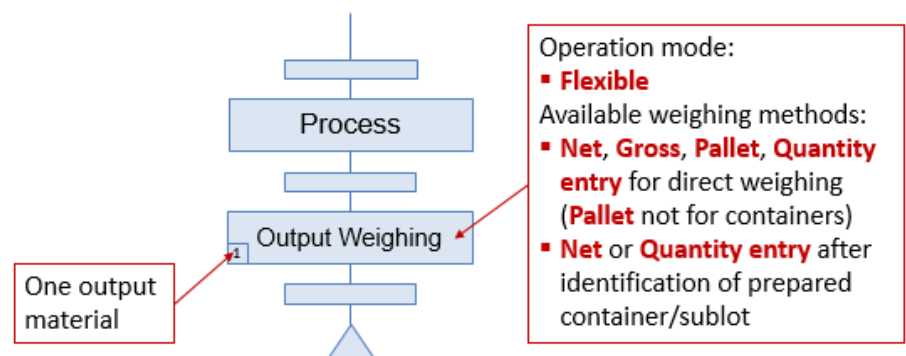 Process
Output Weighing
1
One output
material
Operation mode:
▪ Flexible
Available weighing methods:
▪ Net, Gross, Pallet, Quantity
entry for direct weighing
(Pallet not for containers)
▪ Net or Quantity entry after
identification of prepared
container/sublot